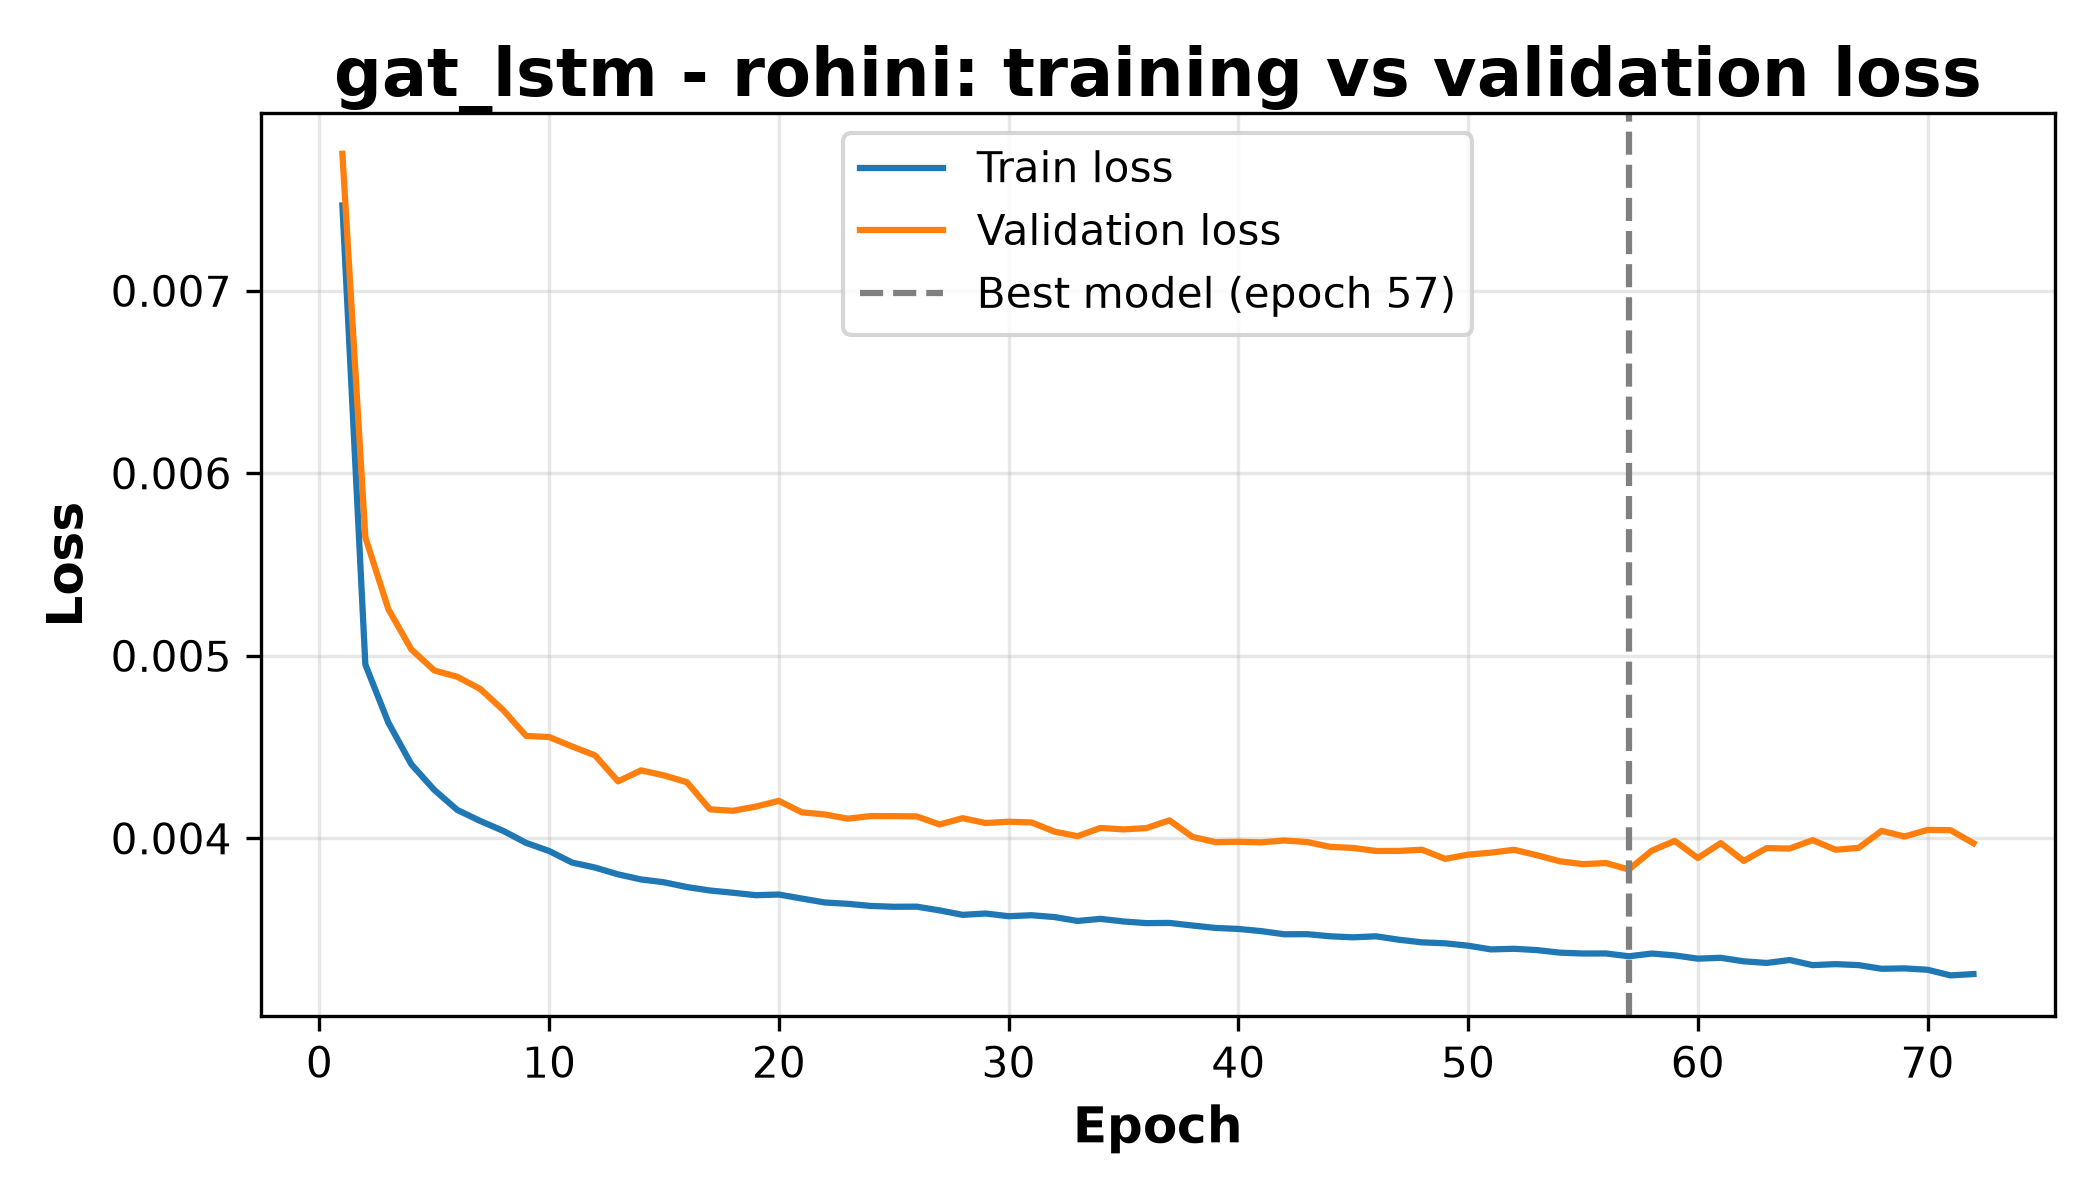 gat_lstm - rohini: training vs validation loss
Train loss
Validation loss
Best model (epoch 57)
Loss
0.007
0.006
0.005
0.004
0 10 20 30 40 50 60 70
Epoch